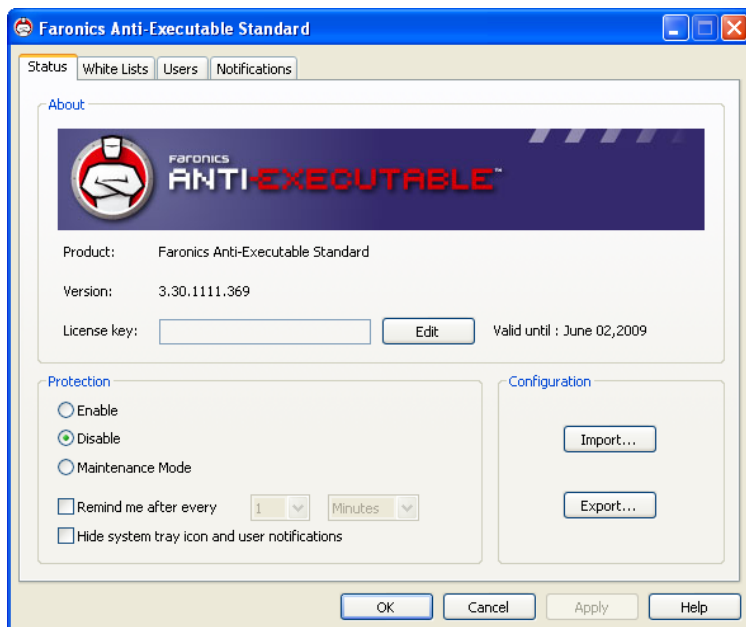 Faronics Anti-Executable Standard
Status White Lists Users Notifications
About
FARONICS
ANTI-EXECUTABLE™
Product: Faronics Anti-Executable Standard
Version: 3.30.1111.369
License key: Edit Valid until : June 02,2009
Protection
Enable
Disable
Maintenance Mode
Remind me after every 1 Minutes
Hide system tray icon and user notifications
Configuration
Import...
Export...
OK Cancel Apply Help